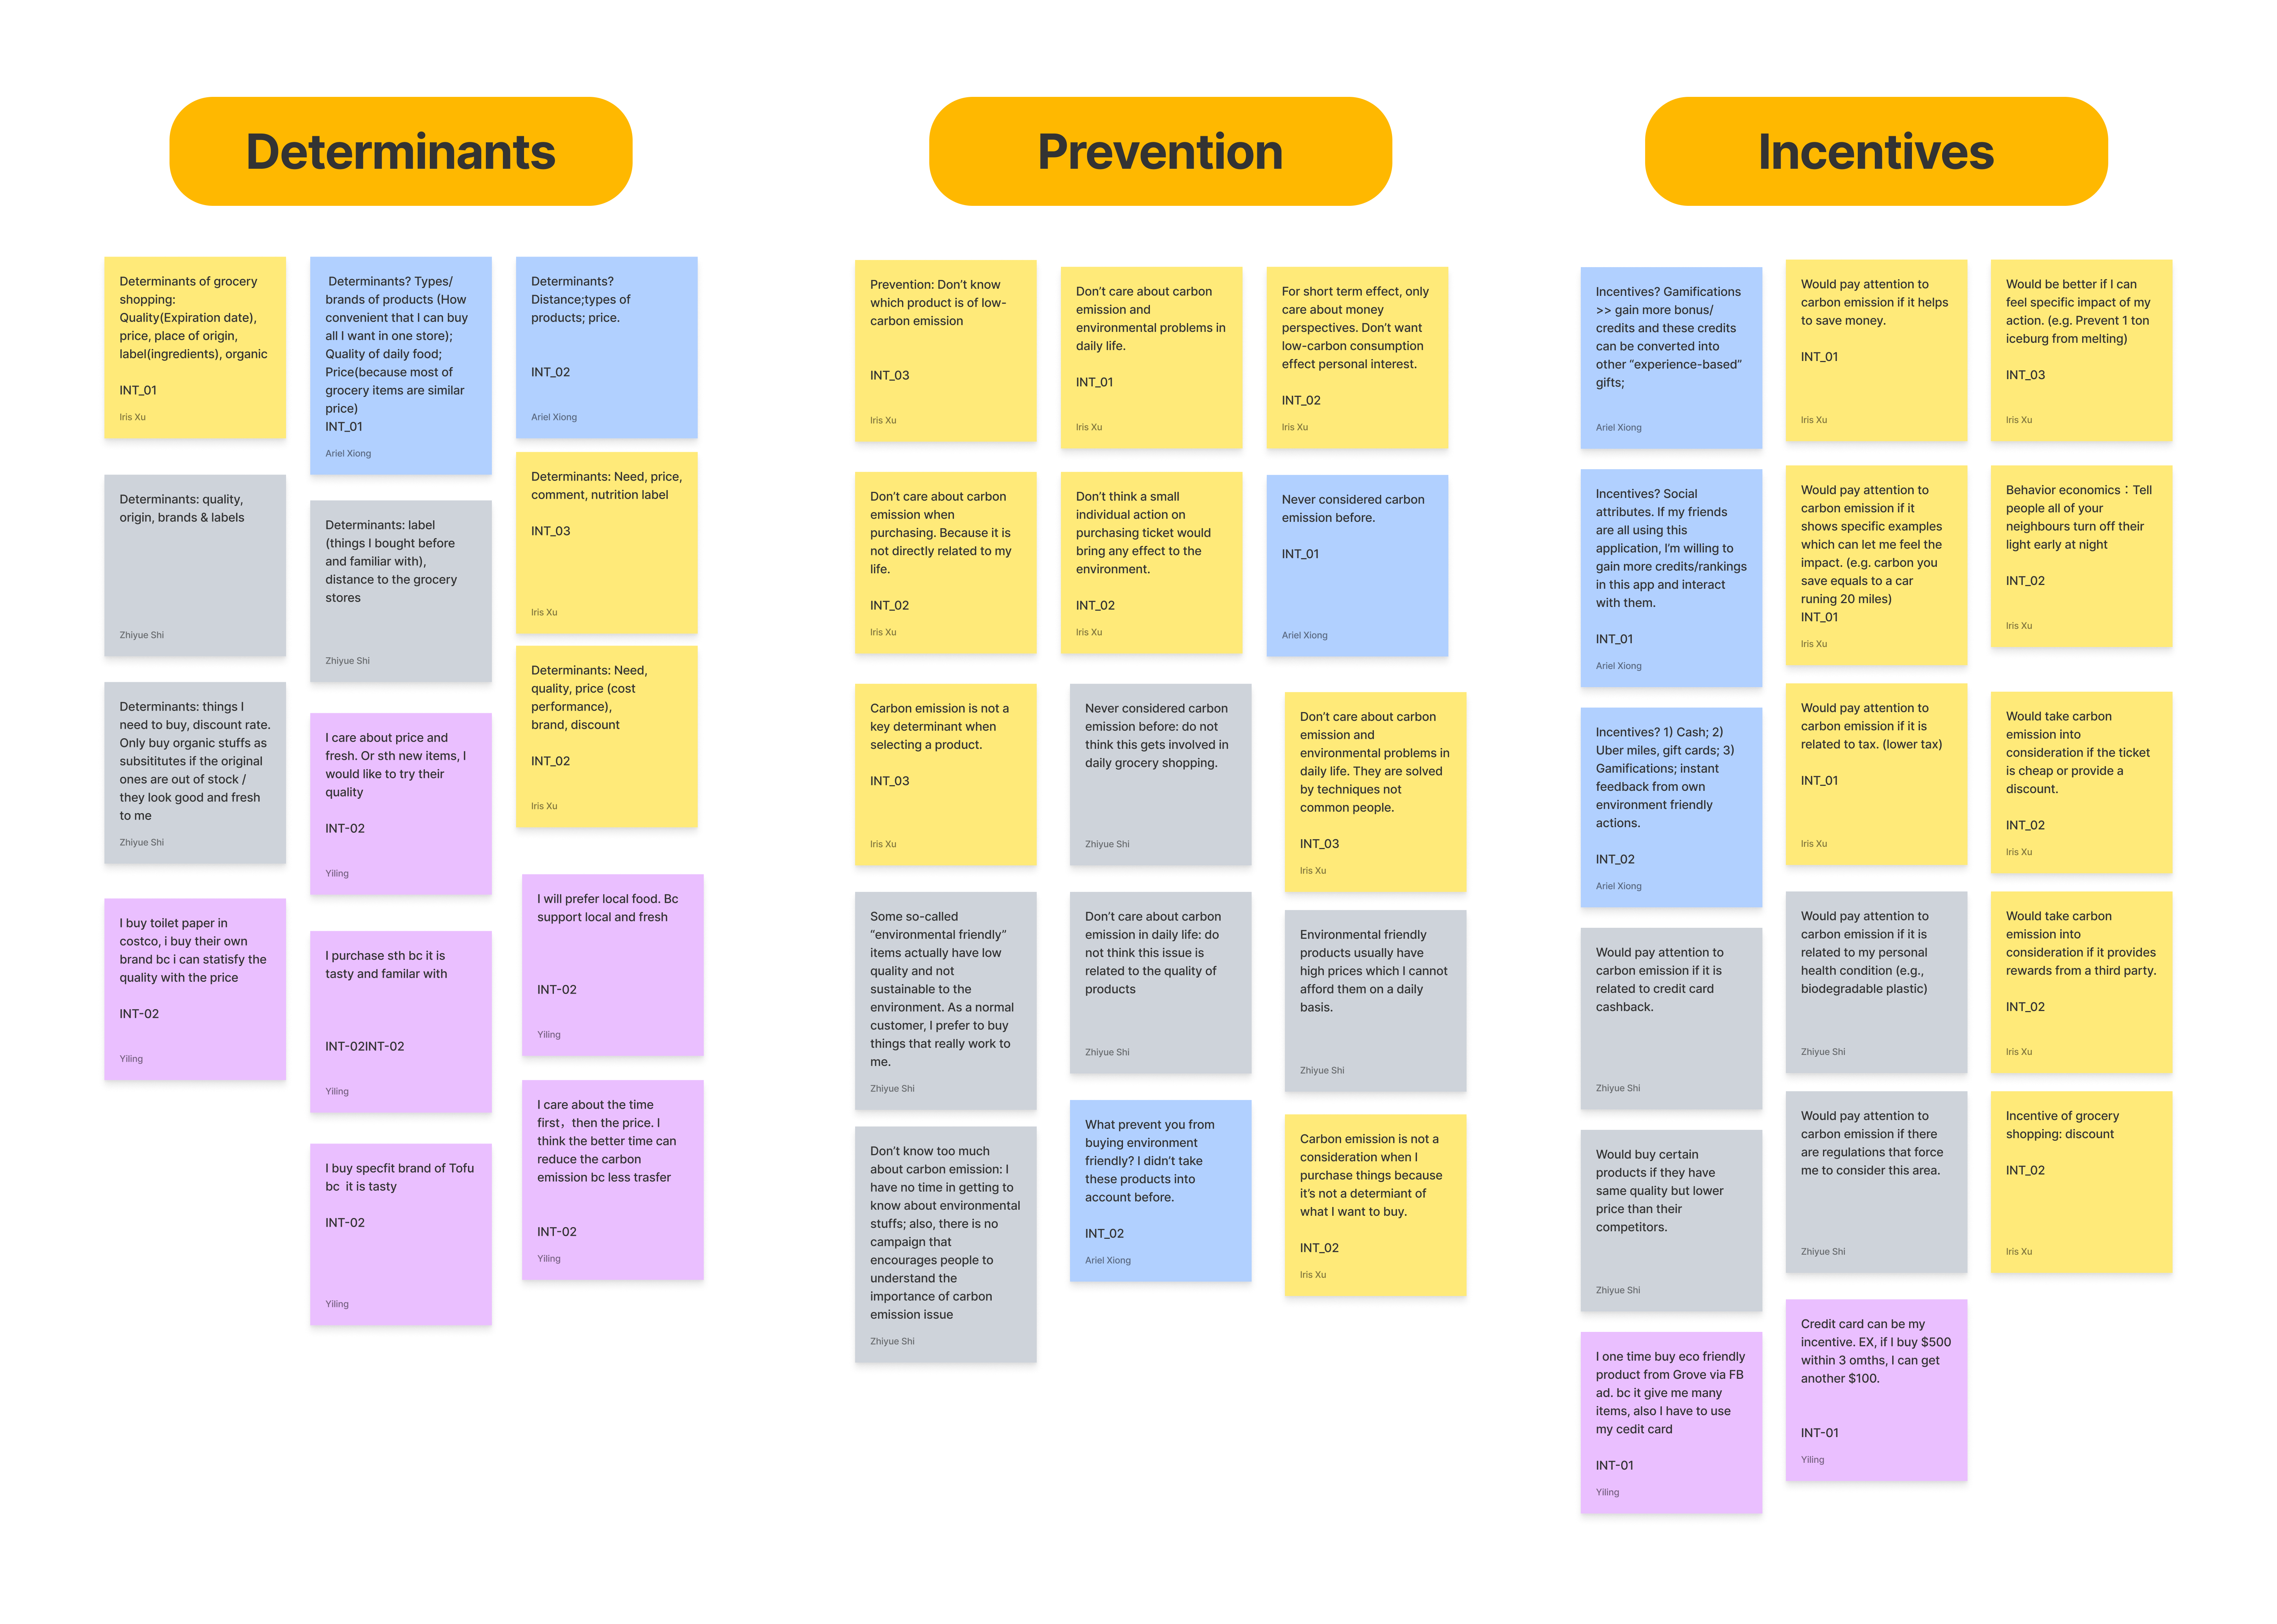 Determinants
Determinants of grocery
shopping:
Quality(Expiration date),
price, place of origin,
label(ingredients), organic
INT_01
Iris Xu
Determinants? Types/
brands of products (How
convenient that I can buy
all I want in one store);
Quality of daily food;
Price(because most of
grocery items are similar
price)
INT_01
Ariel Xiong
Determinants?
Distance;types of
products; price.
INT_02
Ariel Xiong
Determinants: quality,
origin, brands & labels
Zhiyue Shi
Determinants: label
(things I bought before
and familiar with),
distance to the grocery
stores
Zhiyue Shi
Determinants: Need, price,
comment, nutrition label
INT_03
Iris Xu
Determinants: things I
need to buy, discount rate.
Only buy organic stuffs as
subsititutes if the original
ones are out of stock /
they look good and fresh
to me
Zhiyue Shi
I care about price and
fresh. Or sth new items, I
would like to try their
quality
INT-02
Yiling
Determinants: Need,
quality, price (cost
performance),
brand, discount
INT_02
Iris Xu
I buy toilet paper in
costco, i buy their own
brand bc i can statisfy the
quality with the price
INT-02
Yiling
I purchase sth bc it is
tasty and familar with
INT-02INT-02
Yiling
I will prefer local food. Bc
support local and fresh
INT-02
Yiling
I buy specfit brand of Tofu
bc  it is tasty
INT-02
Yiling
I care about the time
first，then the price. I
think the better time can
reduce the carbon
emission bc less trasfer
INT-02
Yiling
Prevention
Prevention: Don’t know
which product is of low-
carbon emission
INT_03
Iris Xu
Don’t care about carbon
emission and
environmental problems in
daily life.
INT_01
Iris Xu
For short term effect, only
care about money
perspectives. Don’t want
low-carbon consumption
effect personal interest.
INT_02
Iris Xu
Don’t care about carbon
emission when
purchasing. Because it is
not directly related to my
life.
INT_02
Iris Xu
Don’t think a small
individual action on
purchasing ticket would
bring any effect to the
environment.
INT_02
Iris Xu
Never considered carbon
emission before.
INT_01
Ariel Xiong
Carbon emission is not a
key determinant when
selecting a product.
INT_03
Iris Xu
Never considered carbon
emission before: do not
think this gets involved in
daily grocery shopping.
Zhiyue Shi
Don’t care about carbon
emission and
environmental problems in
daily life. They are solved
by techniques not
common people.
INT_03
Iris Xu
Some so-called
“environmental friendly”
items actually have low
quality and not
sustainable to the
environment. As a normal
customer, I prefer to buy
things that really work to
me.
Zhiyue Shi
Don’t care about carbon
emission in daily life: do
not think this issue is
related to the quality of
products
Zhiyue Shi
Environmental friendly
products usually have
high prices which I cannot
afford them on a daily
basis.
Zhiyue Shi
Don’t know too much
about carbon emission: I
have no time in getting to
know about environmental
stuffs; also, there is no
campaign that
encourages people to
understand the
importance of carbon
emission issue
Zhiyue Shi
What prevent you from
buying environment
friendly? I didn’t take
these products into
account before.
INT_02
Ariel Xiong
Carbon emission is not a
consideration when I
purchase things because
it’s not a determiant of
what I want to buy.
INT_02
Iris Xu
Incentives
Incentives? Gamifications
>> gain more bonus/
credits and these credits
can be converted into
other “experience-based”
gifts;
Ariel Xiong
Would pay attention to
carbon emission if it helps
to save money.
INT_01
Iris Xu
Would be better if I can
feel specific impact of my
action. (e.g. Prevent 1 ton
iceburg from melting)
INT_03
Iris Xu
Incentives? Social
attributes. If my friends
are all using this
application, I’m willing to
gain more credits/rankings
in this app and interact
with them.
INT_01
Ariel Xiong
Would pay attention to
carbon emission if it
shows specific examples
which can let me feel the
impact. (e.g. carbon you
save equals to a car
runing 20 miles)
INT_01
Iris Xu
Behavior economics：Tell
people all of your
neighbours turn off their
light early at night
INT_02
Iris Xu
Incentives? 1) Cash; 2)
Uber miles, gift cards; 3)
Gamifications; instant
feedback from own
environment friendly
actions.
INT_02
Ariel Xiong
Would pay attention to
carbon emission if it is
related to tax. (lower tax)
INT_01
Iris Xu
Would take carbon
emission into
consideration if the ticket
is cheap or provide a
discount.
INT_02
Iris Xu
Would pay attention to
carbon emission if it is
related to credit card
cashback.
Zhiyue Shi
Would pay attention to
carbon emission if it is
related to my personal
health condition (e.g.,
biodegradable plastic)
Zhiyue Shi
Would take carbon
emission into
consideration if it provides
rewards from a third party.
INT_02
Iris Xu
Would buy certain
products if they have
same quality but lower
price than their
competitors.
Zhiyue Shi
Would pay attention to
carbon emission if there
are regulations that force
me to consider this area.
Zhiyue Shi
Incentive of grocery
shopping: discount
INT_02
Iris Xu
I one time buy eco friendly
product from Grove via FB
ad. bc it give me many
items, also I have to use
my cedit card
INT-01
Yiling
Credit card can be my
incentive. EX, if I buy $500
within 3 omths, I can get
another $100.
INT-01
Yiling